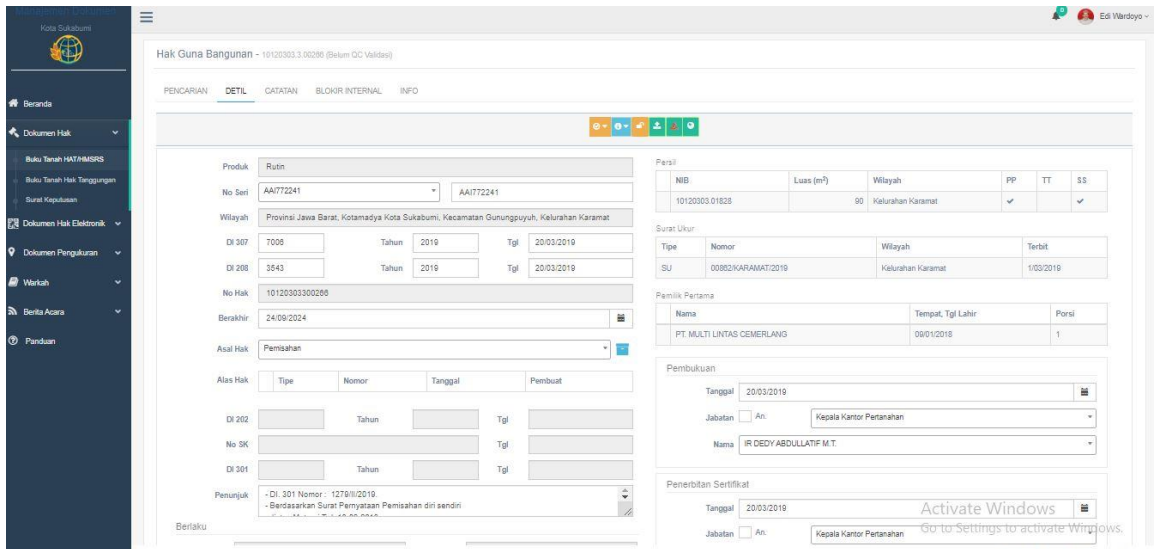 Manajemen Dokumen
Kota Sukabumi
0
Edi Wardoyo
Beranda
Dokumen Hak
Buku Tanah HAT/HMSRS
Buku Tanah Hak Tanggungan
Surat Keputusan
Dokumen Hak Elektronik
Dokumen Pengukuran
Warkah
Berita Acara
Panduan
Hak Guna Bangunan - 10120303.3.00266 (Belum QC Validasi)
PENCARIAN DETIL CATATAN BLOKIR INTERNAL INFO
Produk Rutin
No Seri AAI772241 AAI772241
Wilayah Provinsi Jawa Barat, Kotamadya Kota Sukabumi, Kecamatan Gunungpuyuh, Kelurahan Karamat
DI 307 7006 Tahun 2019 Tgl 20/03/2019
DI 208 3543 Tahun 2019 Tgl 20/03/2019
No Hak 10120303300266
Berakhir 24/09/2024
Asal Hak Pemisahan
Alas Hak Tipe Nomor Tanggal Pembuat
DI 202 Tahun Tgl
No SK Tgl
DI 301 Tahun Tgl
Penunjuk - DI. 301 Nomor : 1279/II/2019.
- Berdasarkan Surat Pernyataan Pemisahan diri sendiri
Berlaku
Persil
NIB Luas (m²) Wilayah PP TT SS
10120303.01828 90 Kelurahan Karamat
Surat Ukur
Tipe Nomor Wilayah Terbit
SU 00862/KARAMAT/2019 Kelurahan Karamat 1/03/2019
Pemilik Pertama
Nama Tempat, Tgl Lahir Porsi
PT. MULTI LINTAS CEMERLANG 09/01/2018 1
Pembukuan
Tanggal 20/03/2019
Jabatan An. Kepala Kantor Pertanahan
Nama IR DEDY ABDULLATIF M.T.
Penerbitan Sertifikat
Tanggal 20/03/2019
Jabatan An. Kepala Kantor Pertanahan
Activate Windows
Go to Settings to activate Windows.